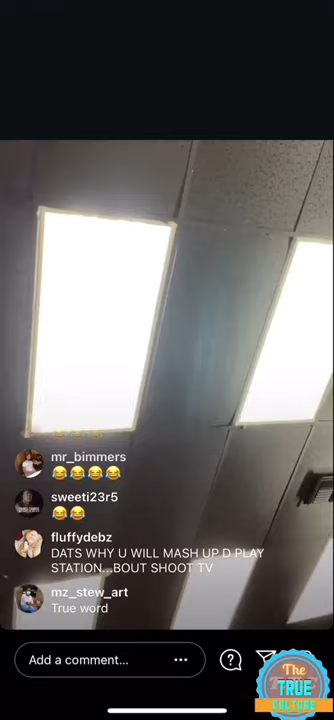 😂😂😂
mr_bimmers
😂😂😂😂
sweeti23r5
😂😂
fluffydebz
DATS WHY U WILL MASH UP D PLAY
STATION...BOUT SHOOT TV
mz_stew_art
True word
Add a comment...
The
TRUE
CULTURE